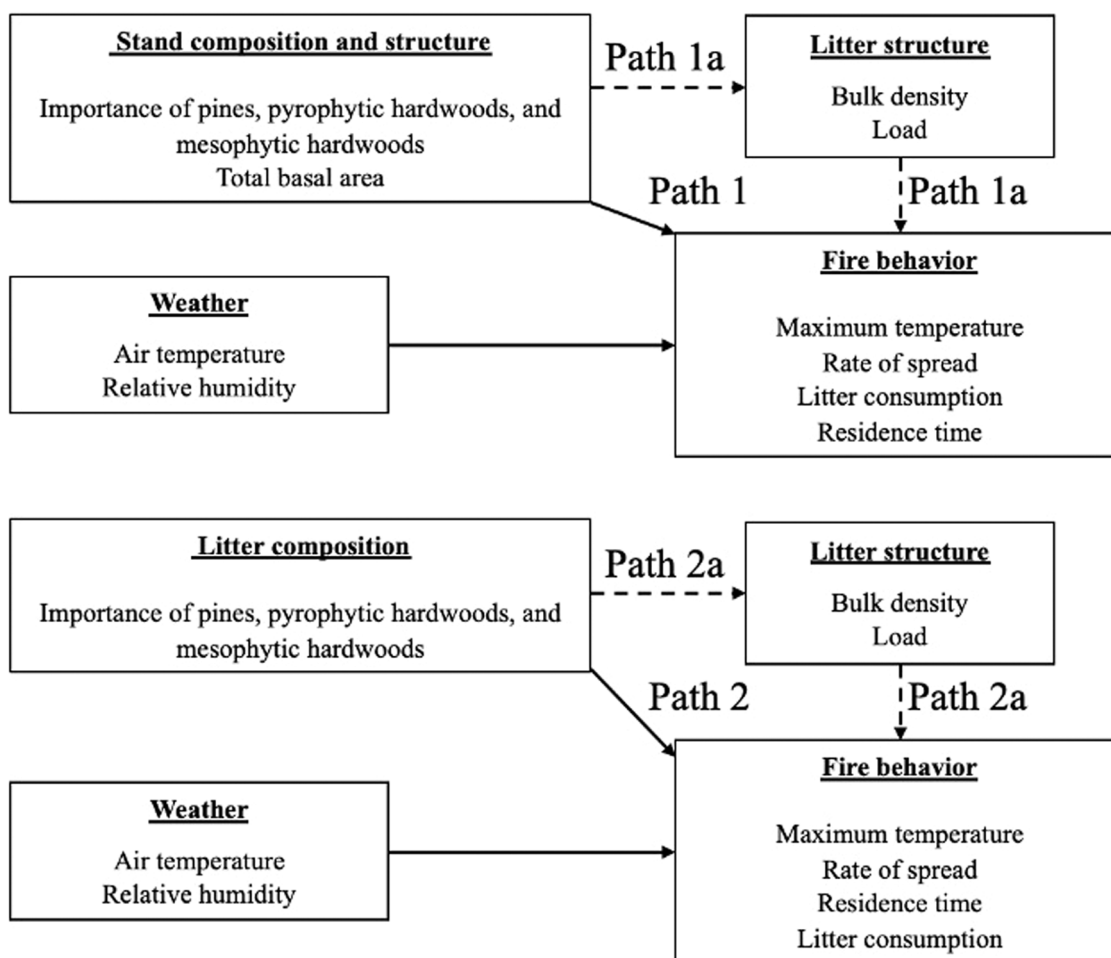 Stand composition and structure
Importance of pines, pyrophytic hardwoods, and
mesophytic hardwoods
Total basal area
Path 1a
Litter structure
Bulk density
Load
Path 1
Path 1a
Weather
Air temperature
Relative humidity
Fire behavior
Maximum temperature
Rate of spread
Litter consumption
Residence time
Litter composition
Importance of pines, pyrophytic hardwoods, and
mesophytic hardwoods
Path 2a
Litter structure
Bulk density
Load
Path 2
Path 2a
Weather
Air temperature
Relative humidity
Fire behavior
Maximum temperature
Rate of spread
Residence time
Litter consumption